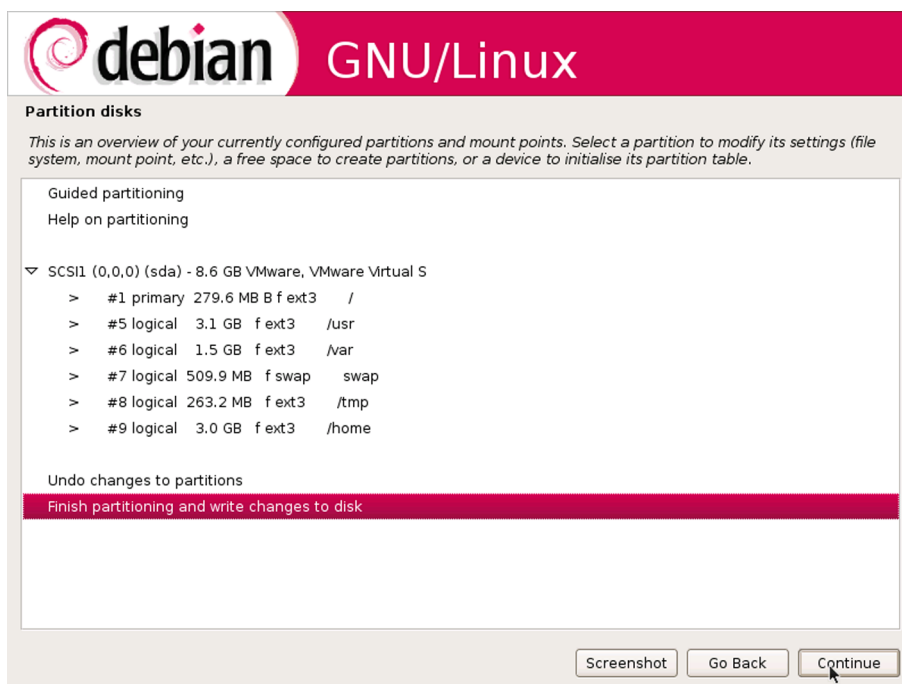 debian GNU/Linux
Partition disks
This is an overview of your currently configured partitions and mount points. Select a partition to modify its settings (file
system, mount point, etc.), a free space to create partitions, or a device to initialise its partition table.
Guided partitioning
Help on partitioning
SCSI1 (0,0,0) (sda) - 8.6 GB VMware, VMware Virtual S
> #1 primary 279.6 MB B f ext3 /
> #5 logical 3.1 GB f ext3 /usr
> #6 logical 1.5 GB f ext3 /var
> #7 logical 509.9 MB f swap swap
> #8 logical 263.2 MB f ext3 /tmp
> #9 logical 3.0 GB f ext3 /home
Undo changes to partitions
Finish partitioning and write changes to disk
Screenshot Go Back Continue